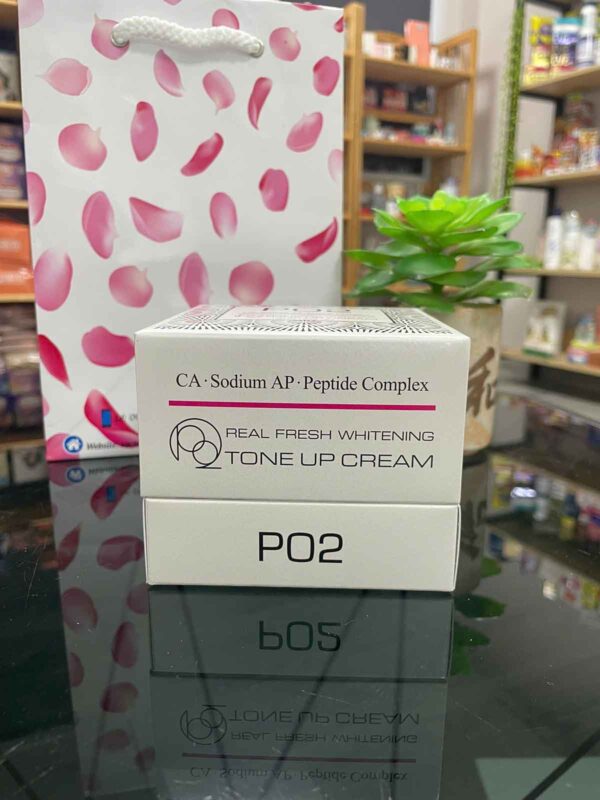 CA · Sodium AP · Peptide Complex
REAL FRESH WHITENING
TONE UP CREAM
PO2